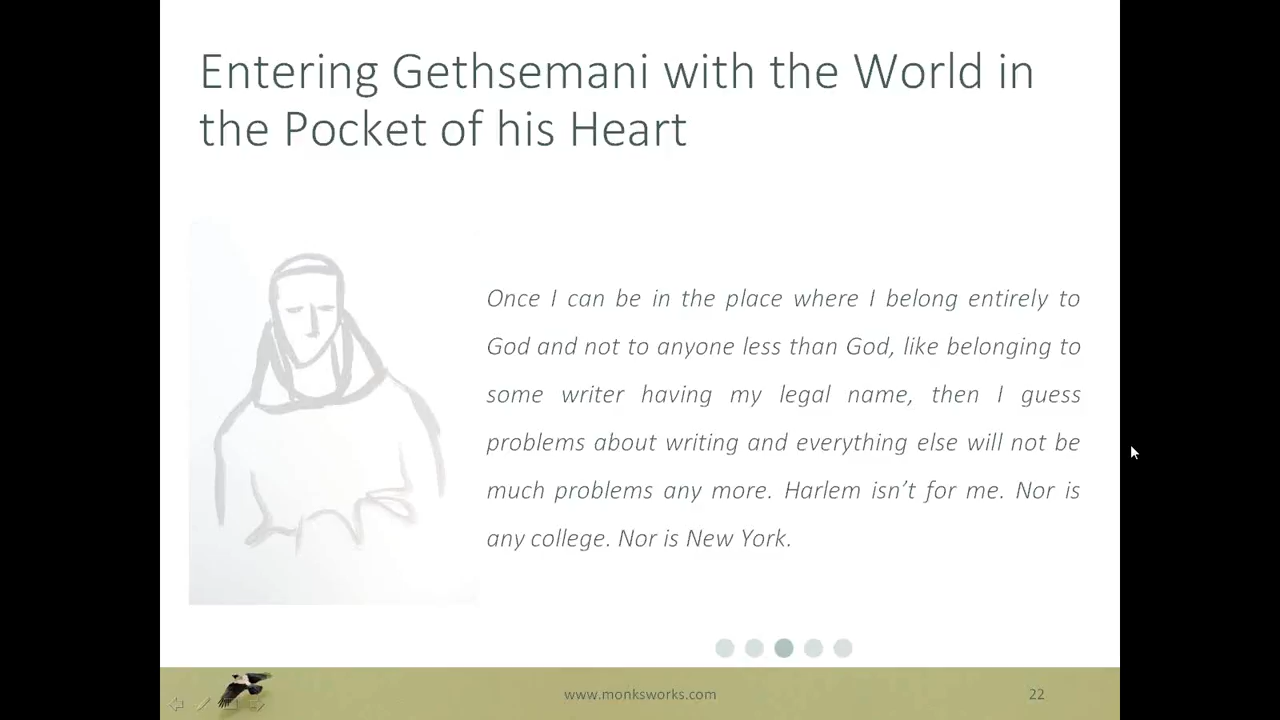 Entering Gethsemani with the World in
the Pocket of his Heart
Once I can be in the place where I belong entirely to
God and not to anyone less than God, like belonging to
some writer having my legal name, then I guess
problems about writing and everything else will not be
much problems any more. Harlem isn’t for me. Nor is
any college. Nor is New York.
www.monksworks.com
22